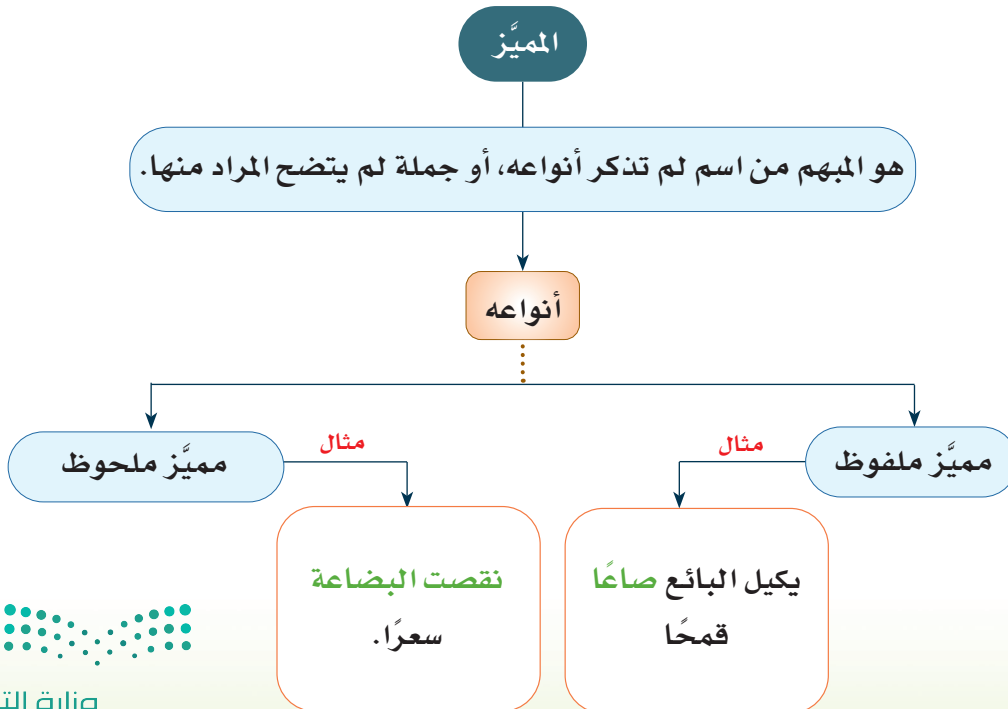 المميَّز
هو المبهم من اسم لم تذكر أنواعه، أو جملة لم يتضح المراد منها.
أنواعه
مميَّز ملفوظ
مثال
مميَّز ملحوظ
مثال
يكيل البائع صاعًا
قمحًا
نقصت البضاعة
سعرًا.
وزارة